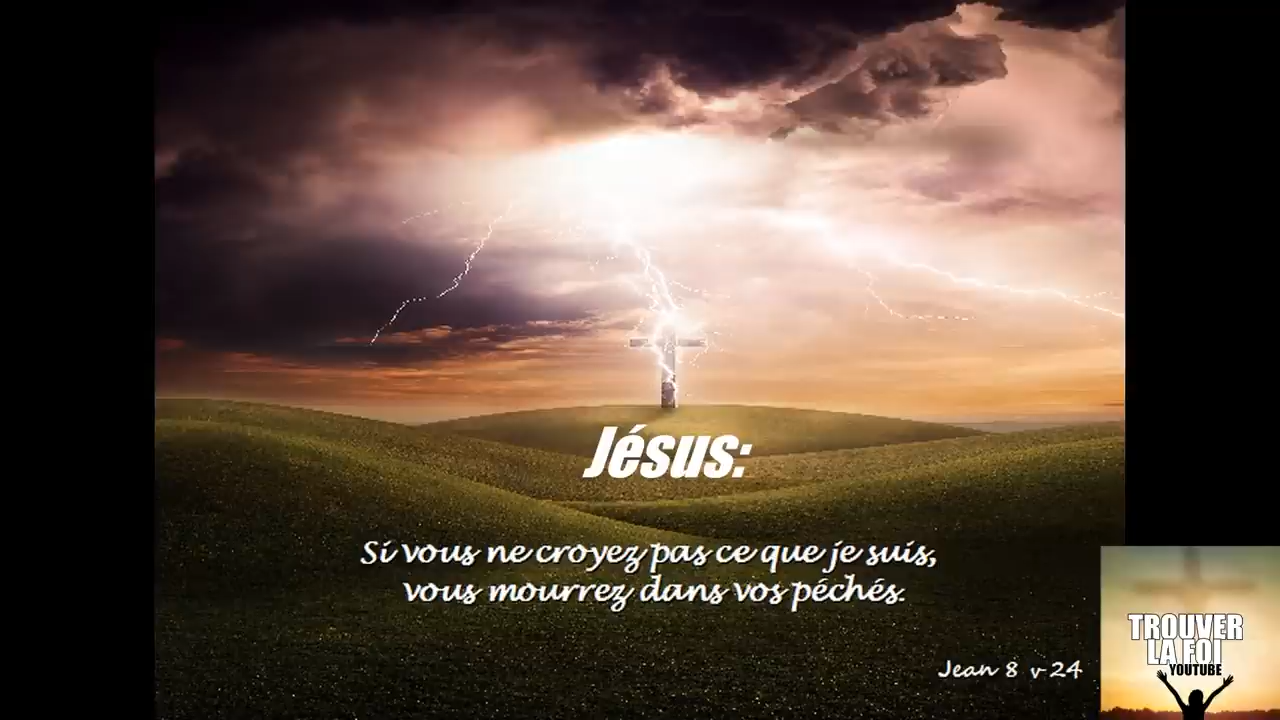 Jésus:
Si vous ne croyez pas ce que je suis,
vous mourrez dans vos péchés.
Jean 8 v 24
TROUVER
LA FOI
YOUTUBE